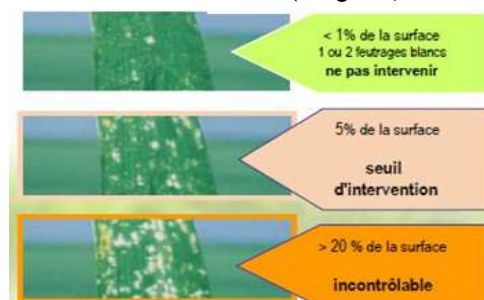 < 1% de la surface
1 ou 2 feutrages blancs
ne pas intervenir
5% de la surface
seuil
d'intervention
> 20 % de la surface
incontrôlable